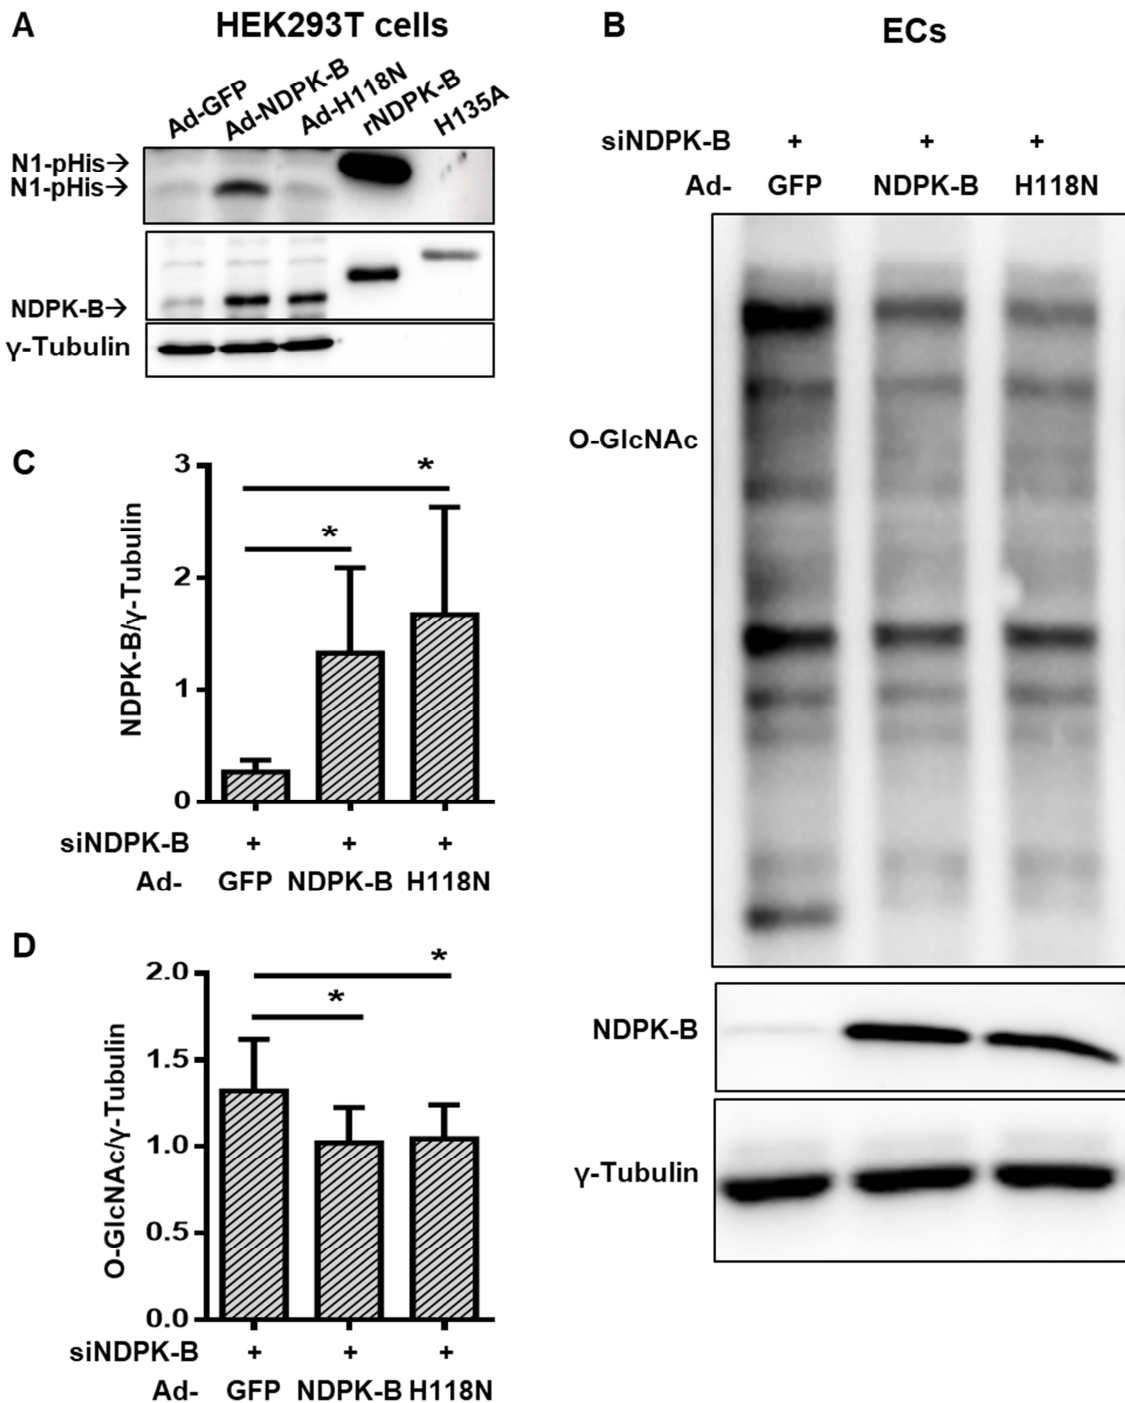 A
HEK293T cells
Ad-GFP
Ad-NDPK-B
Ad-H118N
rNDPK-B
H135A
N1-pHis→
N1-pHis→
NDPK-B→
γ-Tubulin
B
ECs
siNDPK-B + + +
Ad- GFP NDPK-B H118N
O-GlcNAc
NDPK-B
γ-Tubulin
C
NDPK-B/γ-Tubulin
3
2
1
0
*
*
siNDPK-B + + +
Ad- GFP NDPK-B H118N
D
O-GlcNAc/γ-Tubulin
2.0
1.5
1.0
0.5
0.0
*
*
siNDPK-B + + +
Ad- GFP NDPK-B H118N